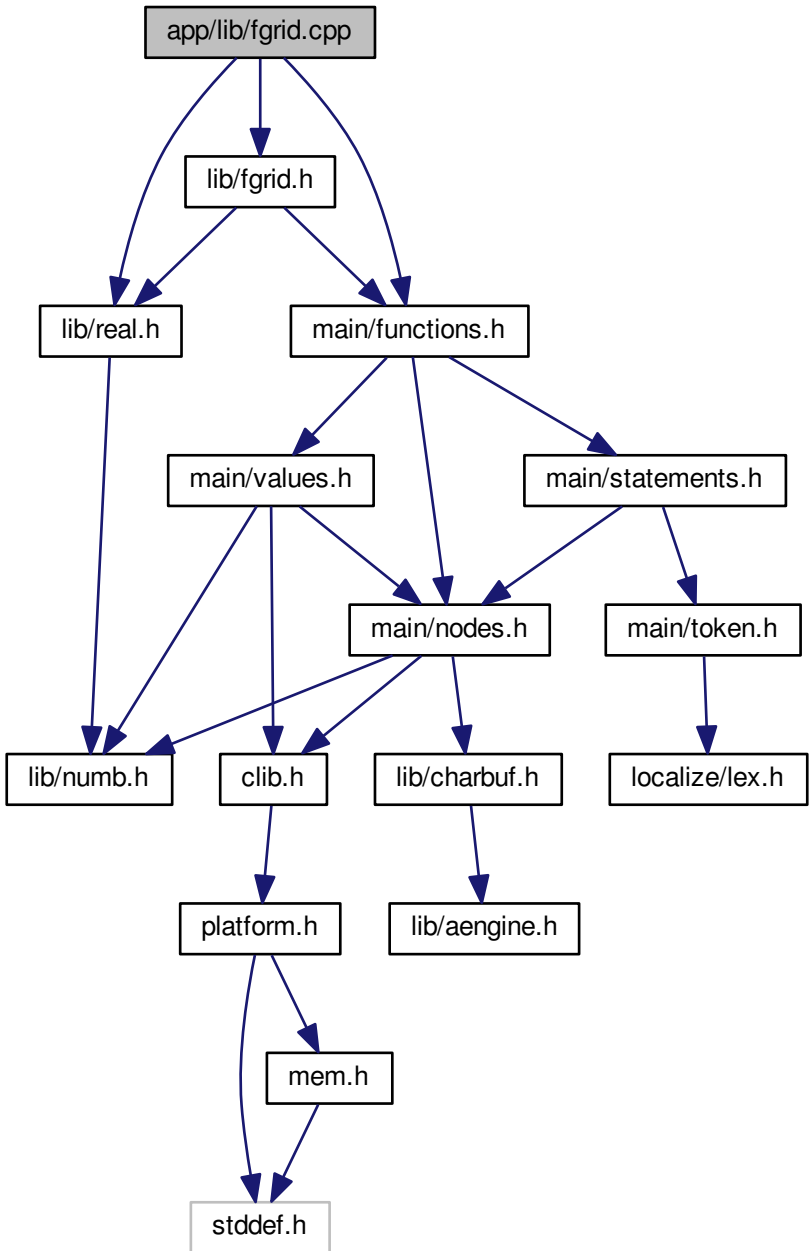 app/lib/fgrid.cpp
lib/fgrid.h
lib/real.h
main/functions.h
main/values.h
main/statements.h
main/nodes.h
main/token.h
lib/numb.h
clib.h
lib/charbuf.h
localize/lex.h
platform.h
lib/aengine.h
mem.h
stddef.h